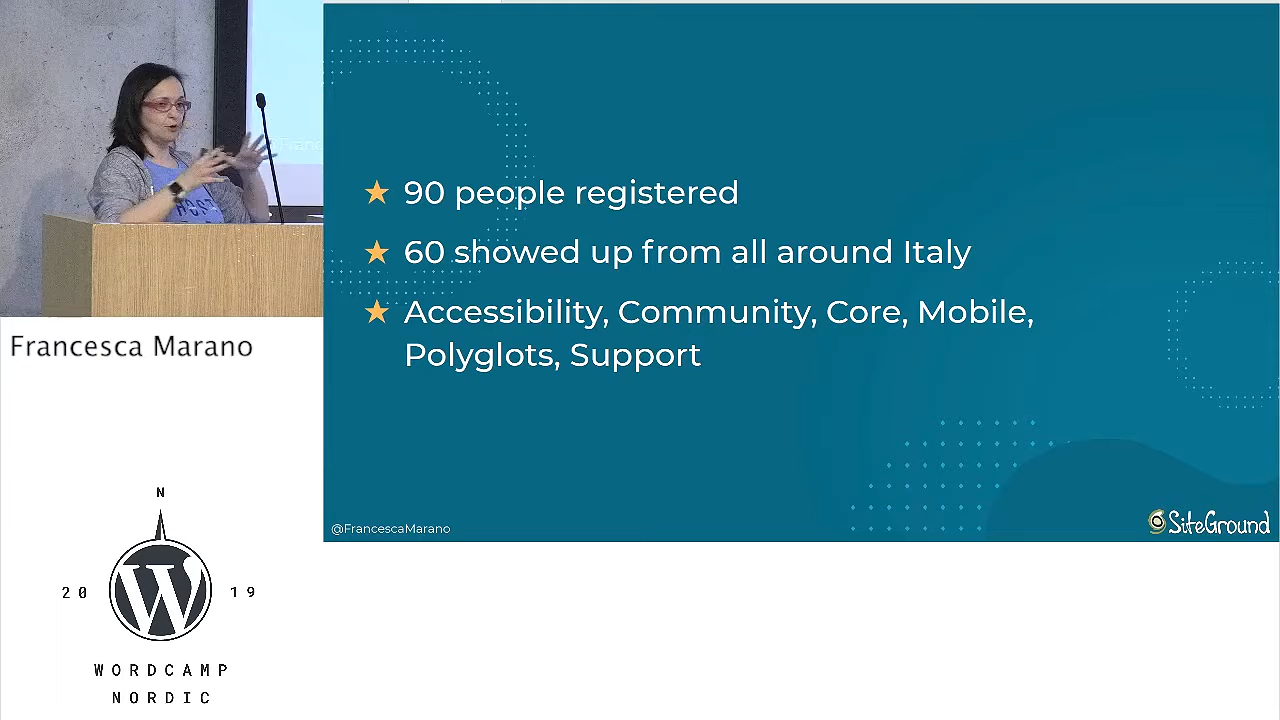 ★ 90 people registered
★ 60 showed up from all around Italy
★ Accessibility, Community, Core, Mobile,
Polyglots, Support
@FrancescaMarano
SiteGround
Francesca Marano
N
20 19
WORDCAMP
NORDIC